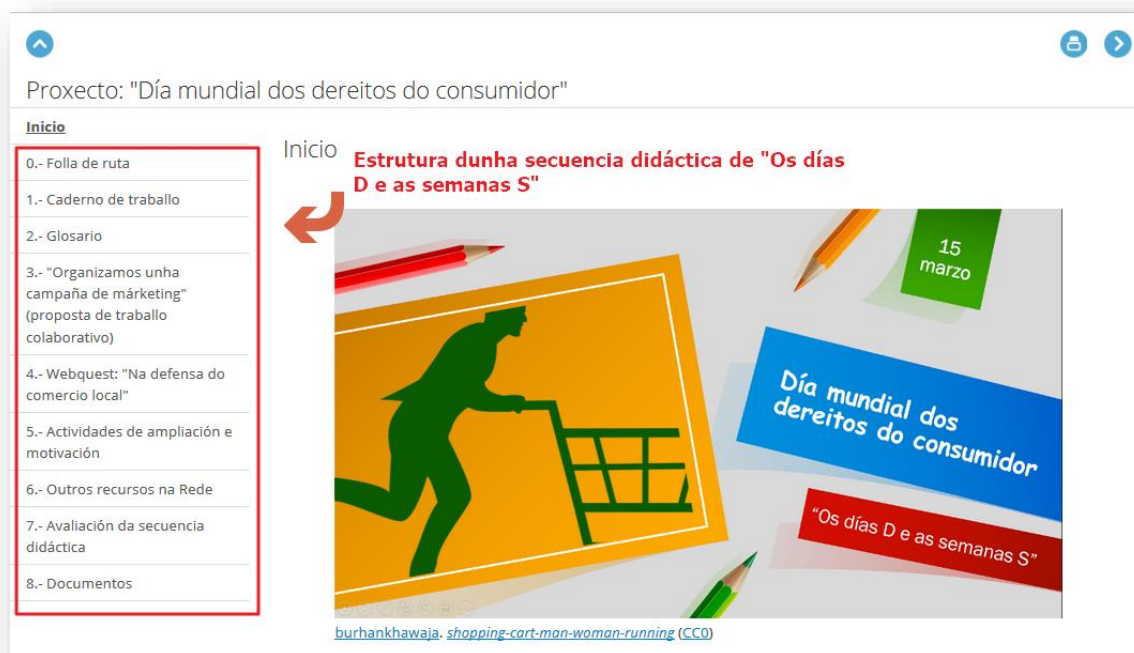 Proxecto: "Día mundial dos dereitos do consumidor"
Inicio
0.- Folla de ruta
1.- Caderno de traballo
2.- Glosario
3.- "Organizamos unha
campaña de márketing"
(proposta de traballo
colaborativo)
4.- Webquest: "Na defensa do
comercio local"
5.- Actividades de ampliación e
motivación
6.- Outros recursos na Rede
7.- Avaliación da secuencia
didáctica
8.- Documentos
Inicio
Estrutura dunha secuencia didáctica de "Os días
D e as semanas S"
15
marzo
Día mundial dos
dereitos do consumidor
"Os días D e as semanas S"
burhankhawaja. shopping-cart-man-woman-running (CC0)